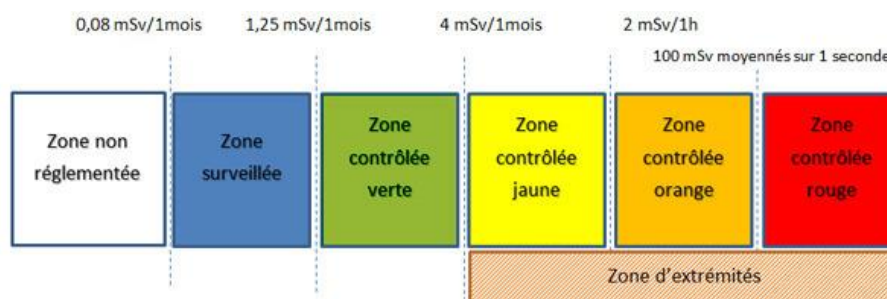 0,08 mSv/1mois
1,25 mSv/1mois
4 mSv/1mois
2 mSv/1h
100 mSv moyennés sur 1 seconde
Zone non
réglementée
Zone
surveillée
Zone
contrôlée
verte
Zone
contrôlée
jaune
Zone
contrôlée
orange
Zone
contrôlée
rouge
Zone d'extrémités